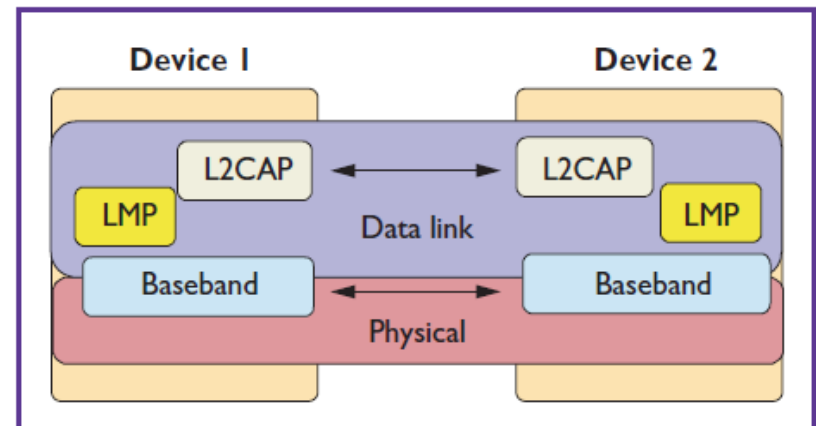 Device 1 Device 2
L2CAP L2CAP
LMP LMP
Data link
Baseband Baseband
Physical